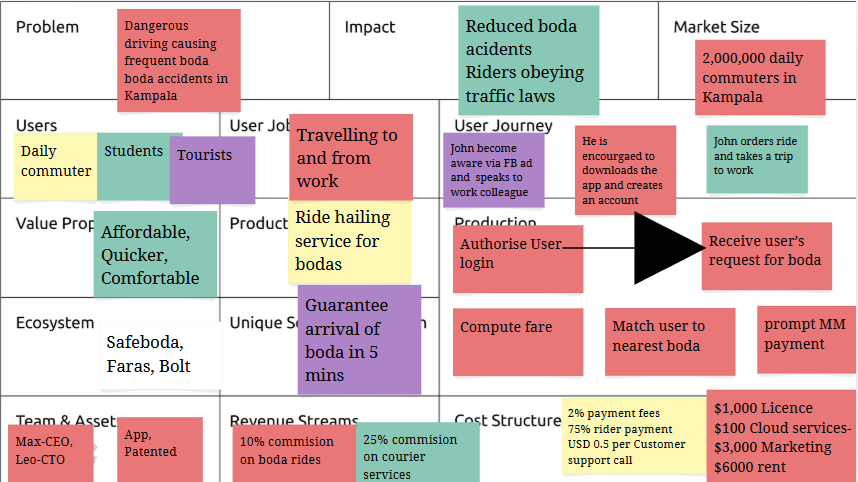 Problem
Dangerous
driving causing
frequent boda
boda accidents in
Kampala
Impact
Reduced boda
acidents
Riders obeying
traffic laws
Market Size
2,000,000 daily
commuters in
Kampala
Users
Daily
commuter
Students
Tourists
User Jo
Travelling to
and from
work
User Journey
John become
aware via FB ad
and speaks to
work colleague
He is
encourgaed to
downloads the
app and creates
an account
John orders ride
and takes a trip
to work
Value Prop
Affordable,
Quicker,
Comfortable
Product
Ride hailing
service for
bodas
Production
Authorise User
login
Receive user's
request for boda
Compute fare
Match user to
nearest boda
prompt MM
payment
Ecosystem
Safeboda,
Faras, Bolt
Unique S
Guarantee
arrival of
boda in 5
mins
Team & Assets
Max-CEO,
Leo-CTO
App,
Patented
Revenue Streams
10% commision
on boda rides
25% commision
on courier
services
Cost Structure
2% payment fees
75% rider payment
USD 0.5 per Customer
support call
$1,000 Licence
$100 Cloud services-
$3,000 Marketing
$6000 rent